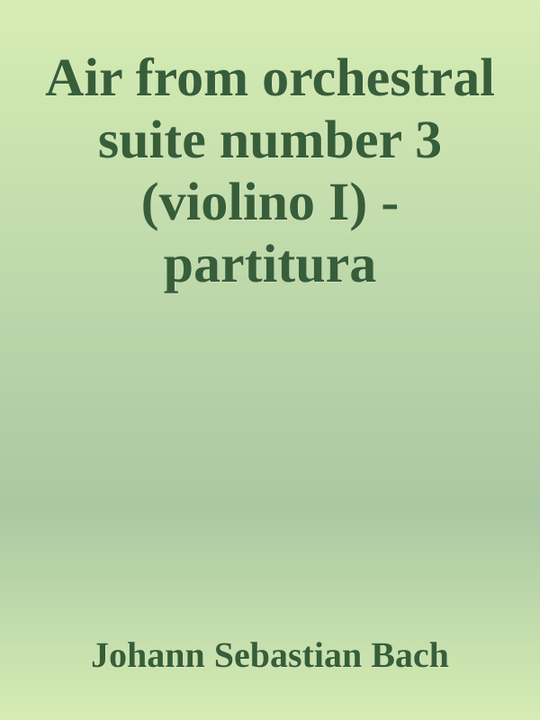 Air from orchestral
suite number 3
(violino I) -
partitura
Johann Sebastian Bach